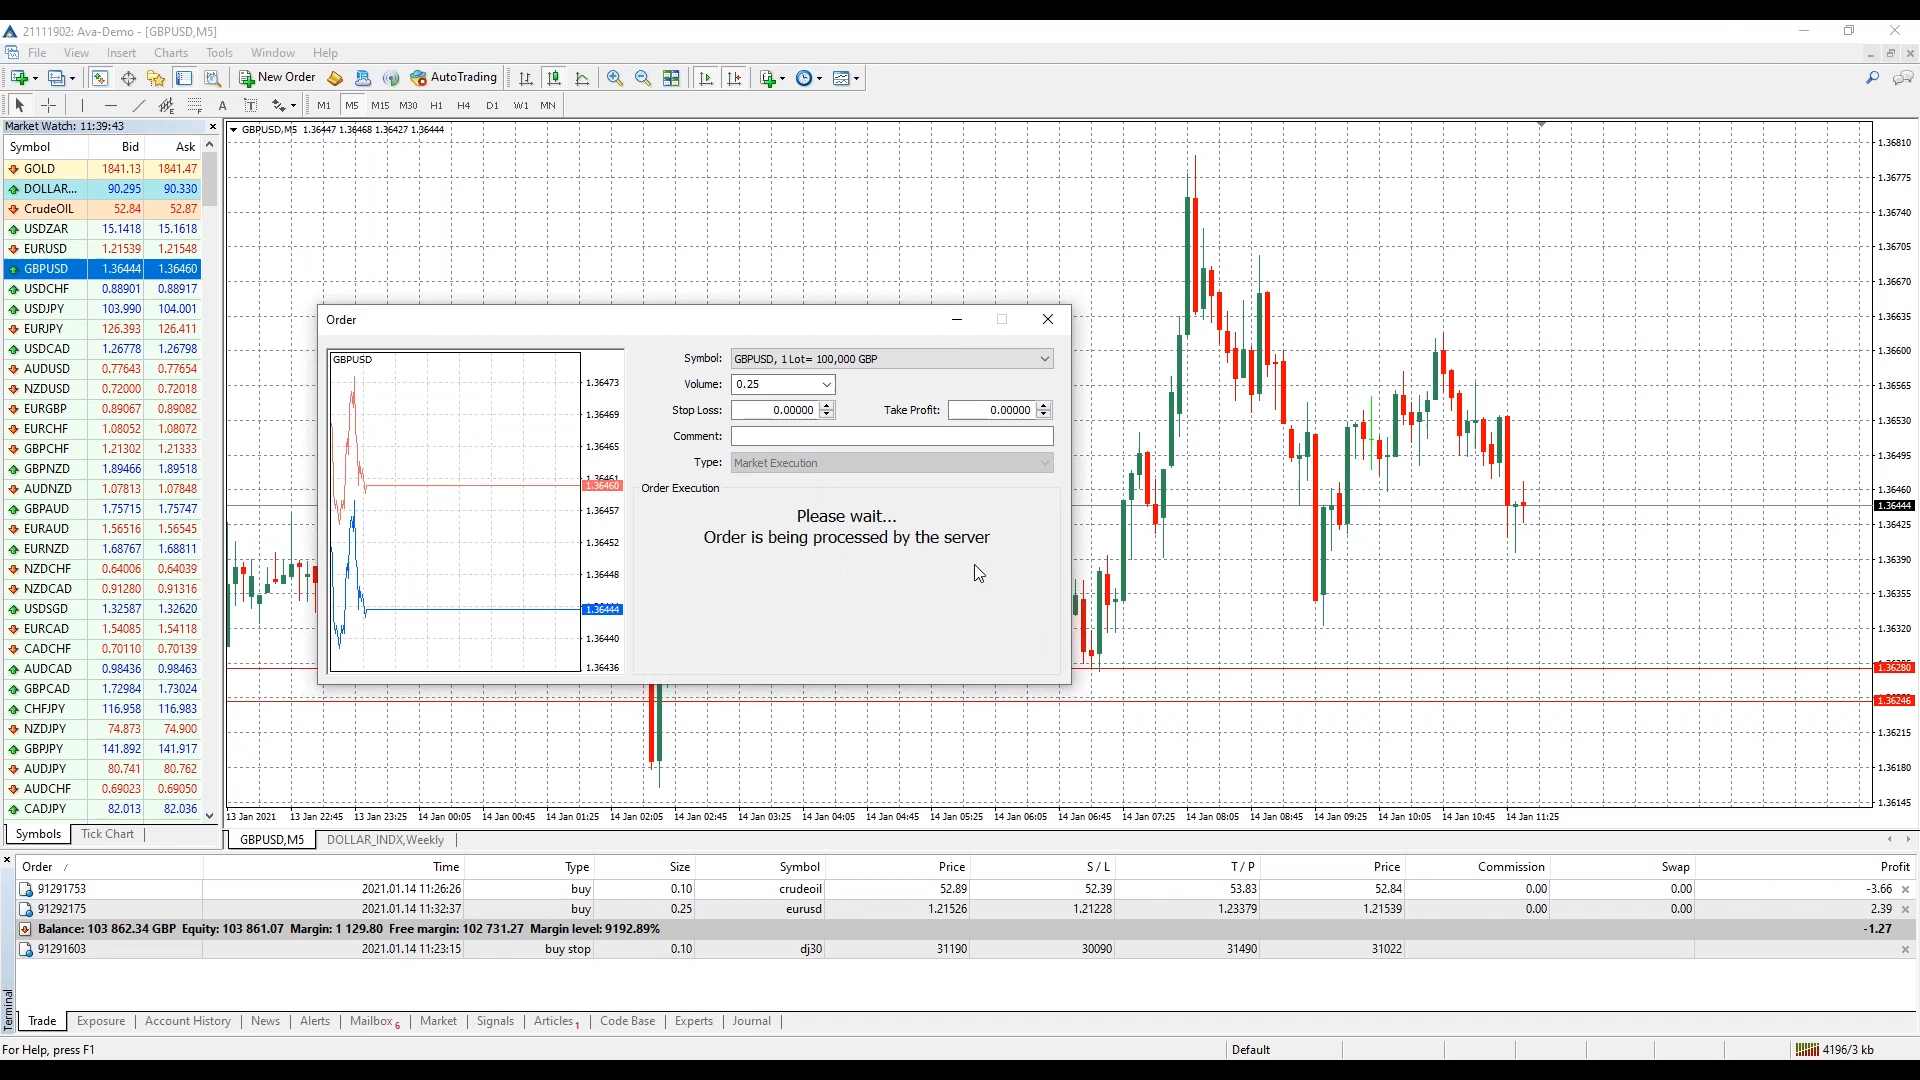 21111902: Ava-Demo - [GBPUSD,M5]
File View Insert Charts Tools Window Help
New Order AutoTrading
A T M1 M5 M15 M30 H1 H4 D1 W1 MN
Market Watch: 11:39:43
Symbol Bid Ask
GOLD 1841.13 1841.47
DOLLAR... 90.295 90.330
CrudeOIL 52.84 52.87
USDZAR 15.1418 15.1618
EURUSD 1.21539 1.21548
GBPUSD 1.36444 1.36460
USDCHF 0.88901 0.88917
USDJPY 103.990 104.001
EURJPY 126.393 126.411
USDCAD 1.26778 1.26798
AUDUSD 0.77643 0.77654
NZDUSD 0.72000 0.72018
EURGBP 0.89067 0.89082
EURCHF 1.08052 1.08072
GBPCHF 1.21302 1.21333
GBPNZD 1.89466 1.89518
AUDNZD 1.07813 1.07848
GBPAUD 1.75715 1.75747
EURAUD 1.56516 1.56545
EURNZD 1.68767 1.68811
NZDCHF 0.64006 0.64039
NZDCAD 0.91280 0.91316
USDSGD 1.32587 1.32620
EURCAD 1.54085 1.54118
CADCHF 0.70110 0.70139
AUDCAD 0.98436 0.98463
GBPCAD 1.72984 1.73024
CHFJPY 116.958 116.983
NZDJPY 74.873 74.900
GBPJPY 141.892 141.917
AUDJPY 80.741 80.762
AUDCHF 0.69023 0.69050
CADJPY 82.013 82.036
Symbols Tick Chart
GBPUSD,M5 1.36447 1.36468 1.36427 1.36444
1.36810
1.36775
1.36740
1.36705
1.36670
1.36635
1.36600
1.36565
1.36530
1.36495
1.36460
1.36444
1.36425
1.36390
1.36355
1.36320
1.36280
1.36246
1.36215
1.36180
1.36145
Order
GBPUSD
1.36473
1.36469
1.36465
1.36461
1.36460
1.36457
1.36452
1.36448
1.36444
1.36440
1.36436
Symbol: GBPUSD, 1 Lot= 100,000 GBP
Volume: 0.25
Stop Loss: 0.00000 Take Profit: 0.00000
Comment:
Type: Market Execution
Order Execution
Please wait...
Order is being processed by the server
13 Jan 2021 13 Jan 22:45 13 Jan 23:25 14 Jan 00:05 14 Jan 00:45 14 Jan 01:25 14 Jan 02:05 14 Jan 02:45 14 Jan 03:25 14 Jan 04:05 14 Jan 04:45 14 Jan 05:25 14 Jan 06:05 14 Jan 06:45 14 Jan 07:25 14 Jan 08:05 14 Jan 08:45 14 Jan 09:25 14 Jan 10:05 14 Jan 10:45 14 Jan 11:25
GBPUSD,M5 DOLLAR_INDX,Weekly
Order / Time Type Size Symbol Price S / L T / P Price Commission Swap Profit
91291753 2021.01.14 11:26:26 buy 0.10 crudeoil 52.89 52.39 53.83 52.84 0.00 0.00 -3.66
91292175 2021.01.14 11:32:37 buy 0.25 eurusd 1.21526 1.21228 1.23379 1.21539 0.00 0.00 2.39
Balance: 103 862.34 GBP Equity: 103 861.07 Margin: 1 129.80 Free margin: 102 731.27 Margin level: 9192.89% -1.27
91291603 2021.01.14 11:23:15 buy stop 0.10 dj30 31190 30090 31490 31022
Terminal
Trade Exposure Account History News Alerts Mailbox 6 Market Signals Articles 1 Code Base Experts Journal
For Help, press F1 Default 4196/3 kb